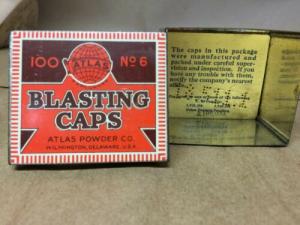 100
ATLAS
No 6
BLASTING
CAPS
ATLAS POWDER CO.
WILMINGTON, DELAWARE, U.S.A.
The caps in this package
were manufactured and
packed under careful super-
vision and inspection. If you
have any trouble with them,
notify the company's nearest
office.